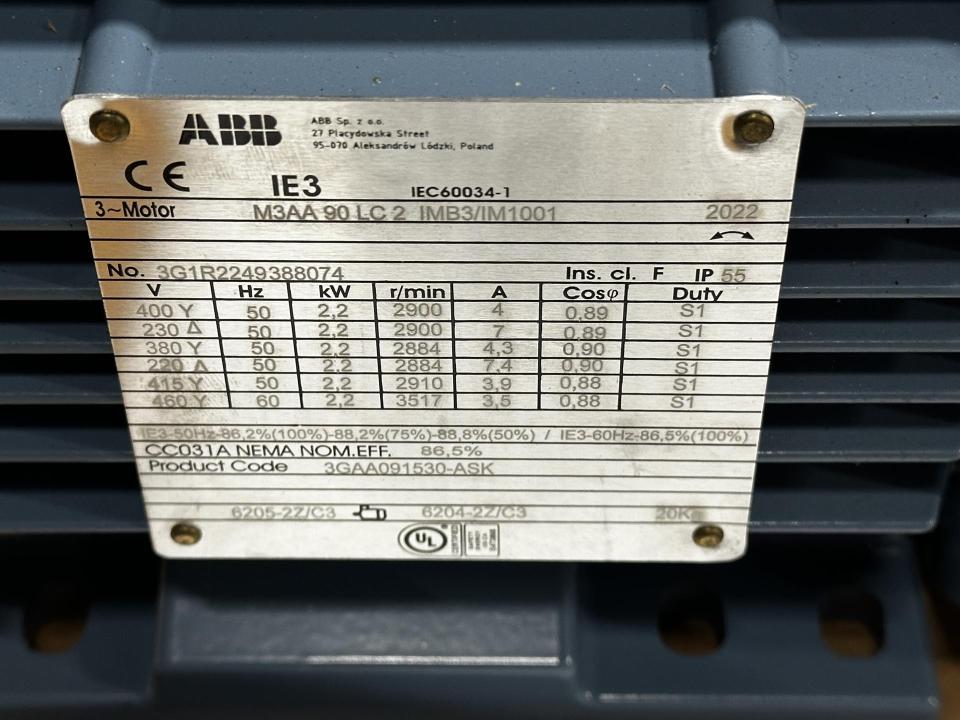 ABB
ABB Sp. z o.o.
27 Placydowska Street
95-070 Aleksandrów Łódzki, Poland
CE
IE3 IEC60034-1
3~Motor M3AA 90 LC 2 IMB3/IM1001 2022
No. 3G1R2249388074 Ins. cl. F IP 55
V Hz kW r/min A Cosφ Duty
400 Y 50 2,2 2900 4 0,89 S1
230 Δ 50 2,2 2900 7 0,89 S1
380 Y 50 2,2 2884 4,3 0,90 S1
220 Δ 50 2,2 2884 7,4 0,90 S1
415 Y 50 2,2 2910 3,9 0,88 S1
460 Y 60 2,2 3517 3,5 0,88 S1
IE3-50Hz-86,2%(100%)-88,2%(75%)-88,8%(50%) / IE3-60Hz-86,5%(100%)
CC031A NEMA NOM.EFF. 86,5%
Product Code 3GAA091530-ASK
6205-2Z/C3 6204-2Z/C3 20Kg
UL CERTIFIED